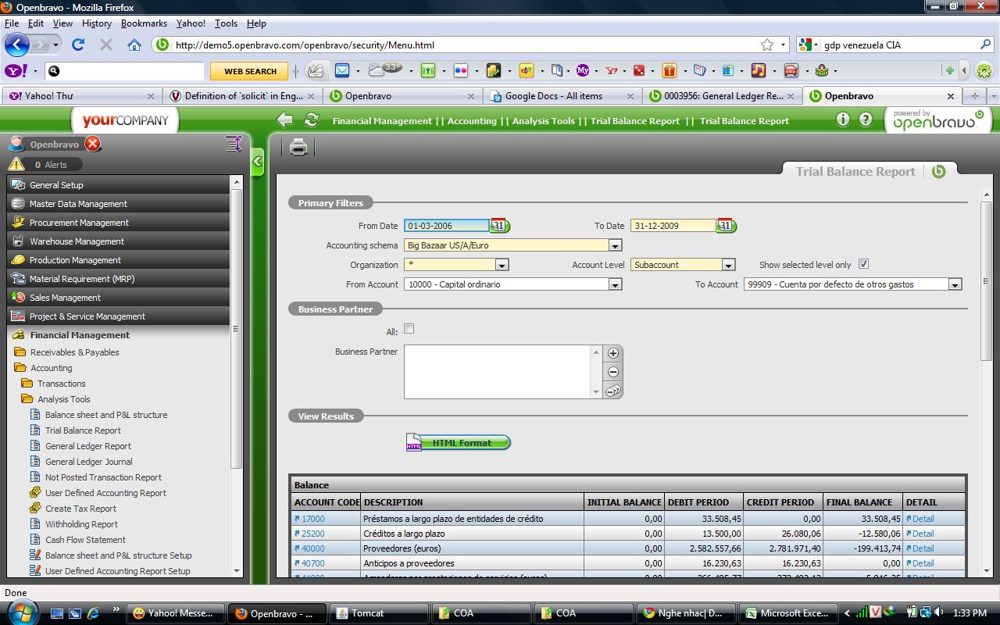 Openbravo - Mozilla Firefox
File Edit View History Bookmarks Yahoo! Tools Help
http://demo5.openbravo.com/openbravo/security/Menu.html
gdp venezuela CIA
Y! WEB SEARCH 33°
Yahoo! Thư
Definition of `solicit' in Eng...
Openbravo
Google Docs - All items
0003956: General Ledger Re...
Openbravo
yourCOMPANY
Financial Management || Accounting || Analysis Tools || Trial Balance Report || Trial Balance Report
powered by
openbravo
Openbravo
0 Alerts
General Setup
Master Data Management
Procurement Management
Warehouse Management
Production Management
Material Requirement (MRP)
Sales Management
Project & Service Management
Financial Management
Receivables & Payables
Accounting
Transactions
Analysis Tools
Balance sheet and P&L structure
Trial Balance Report
General Ledger Report
General Ledger Journal
Not Posted Transaction Report
User Defined Accounting Report
Create Tax Report
Withholding Report
Cash Flow Statement
Balance sheet and P&L structure Setup
User Defined Accounting Report Setup
Trial Balance Report
Primary Filters
From Date 01-03-2006 31 To Date 31-12-2009 31
Accounting schema Big Bazaar US/A/Euro
Organization * Account Level Subaccount Show selected level only
From Account 10000 - Capital ordinario To Account 99909 - Cuenta por defecto de otros gastos
Business Partner
All:
Business Partner
View Results
HTML HTML Format
Balance
ACCOUNT CODE DESCRIPTION INITIAL BALANCE DEBIT PERIOD CREDIT PERIOD FINAL BALANCE DETAIL
17000 Préstamos a largo plazo de entidades de crédito 0,00 33.508,45 0,00 33.508,45 Detail
25200 Créditos a largo plazo 0,00 13.500,00 26.080,06 -12.580,06 Detail
40000 Proveedores (euros) 0,00 2.582.557,66 2.781.971,40 -199.413,74 Detail
40700 Anticipos a proveedores 0,00 16.230,63 16.230,63 0,00 Detail
Done
Yahoo! Messe...
Openbravo - ...
Tomcat
COA
COA
Nghe nhạc| D...
Microsoft Exce...
1:33 PM